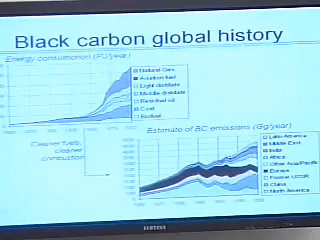 Black carbon global history
Energy consumption (PJ/year)
Natural Gas
Aviation fuel
Light distillate
Middle distillate
Residual oil
Coal
Biofuel
Estimate of BC emissions (Gg/year)
Cleaner fuels,
cleaner
combustion
Latin America
Middle East
India
Africa
Other Asia/Pacific
Europe
Former USSR
China
North America
SAMSUNG